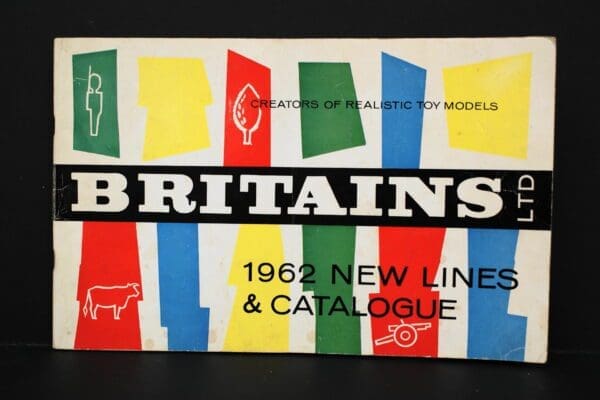 CREATORS OF REALISTIC TOY MODELS
BRITAINS LTD
1962 NEW LINES
& CATALOGUE